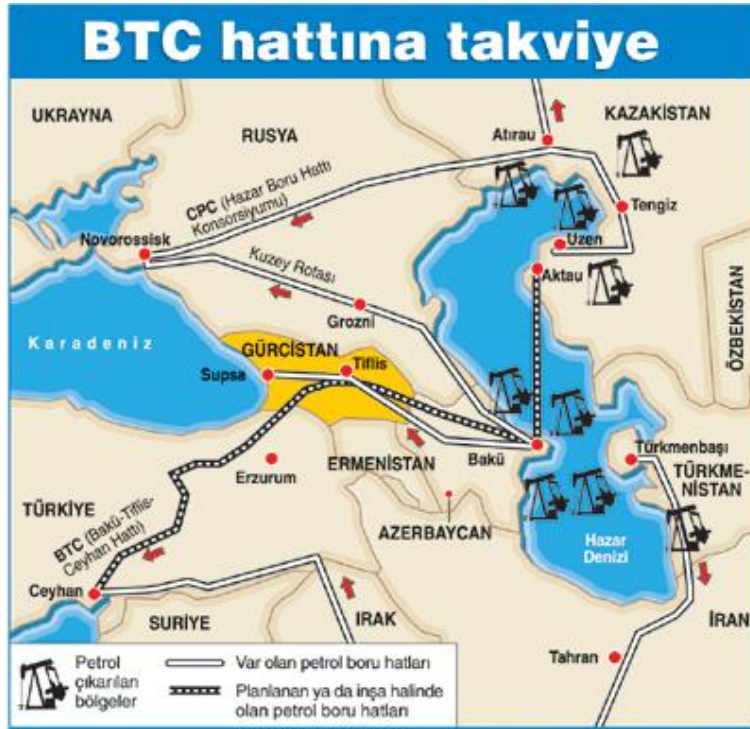 BTC hattına takviye
UKRAYNA
RUSYA
KAZAKİSTAN
Atırau
CPC (Hazar Boru Hattı
Konsorsiyumu)
Tengiz
Novorossisk
Uzen
Kuzey Rotası
Aktau
ÖZBEKİSTAN
Grozni
Karadeniz
GÜRCİSTAN
Tiflis
Supsa
Türkmenbaşı
ERMENİSTAN
Bakü
Erzurum
TÜRKME-
NİSTAN
TÜRKİYE
AZERBAYCAN
BTC (Bakü-Tiflis-
Ceyhan Hattı)
Hazar
Denizi
Ceyhan
SURİYE
IRAK
İRAN
Tahran
Petrol
çıkarılan
bölgeler
Var olan petrol boru hatları
Planlanan ya da inşa halinde
olan petrol boru hatları